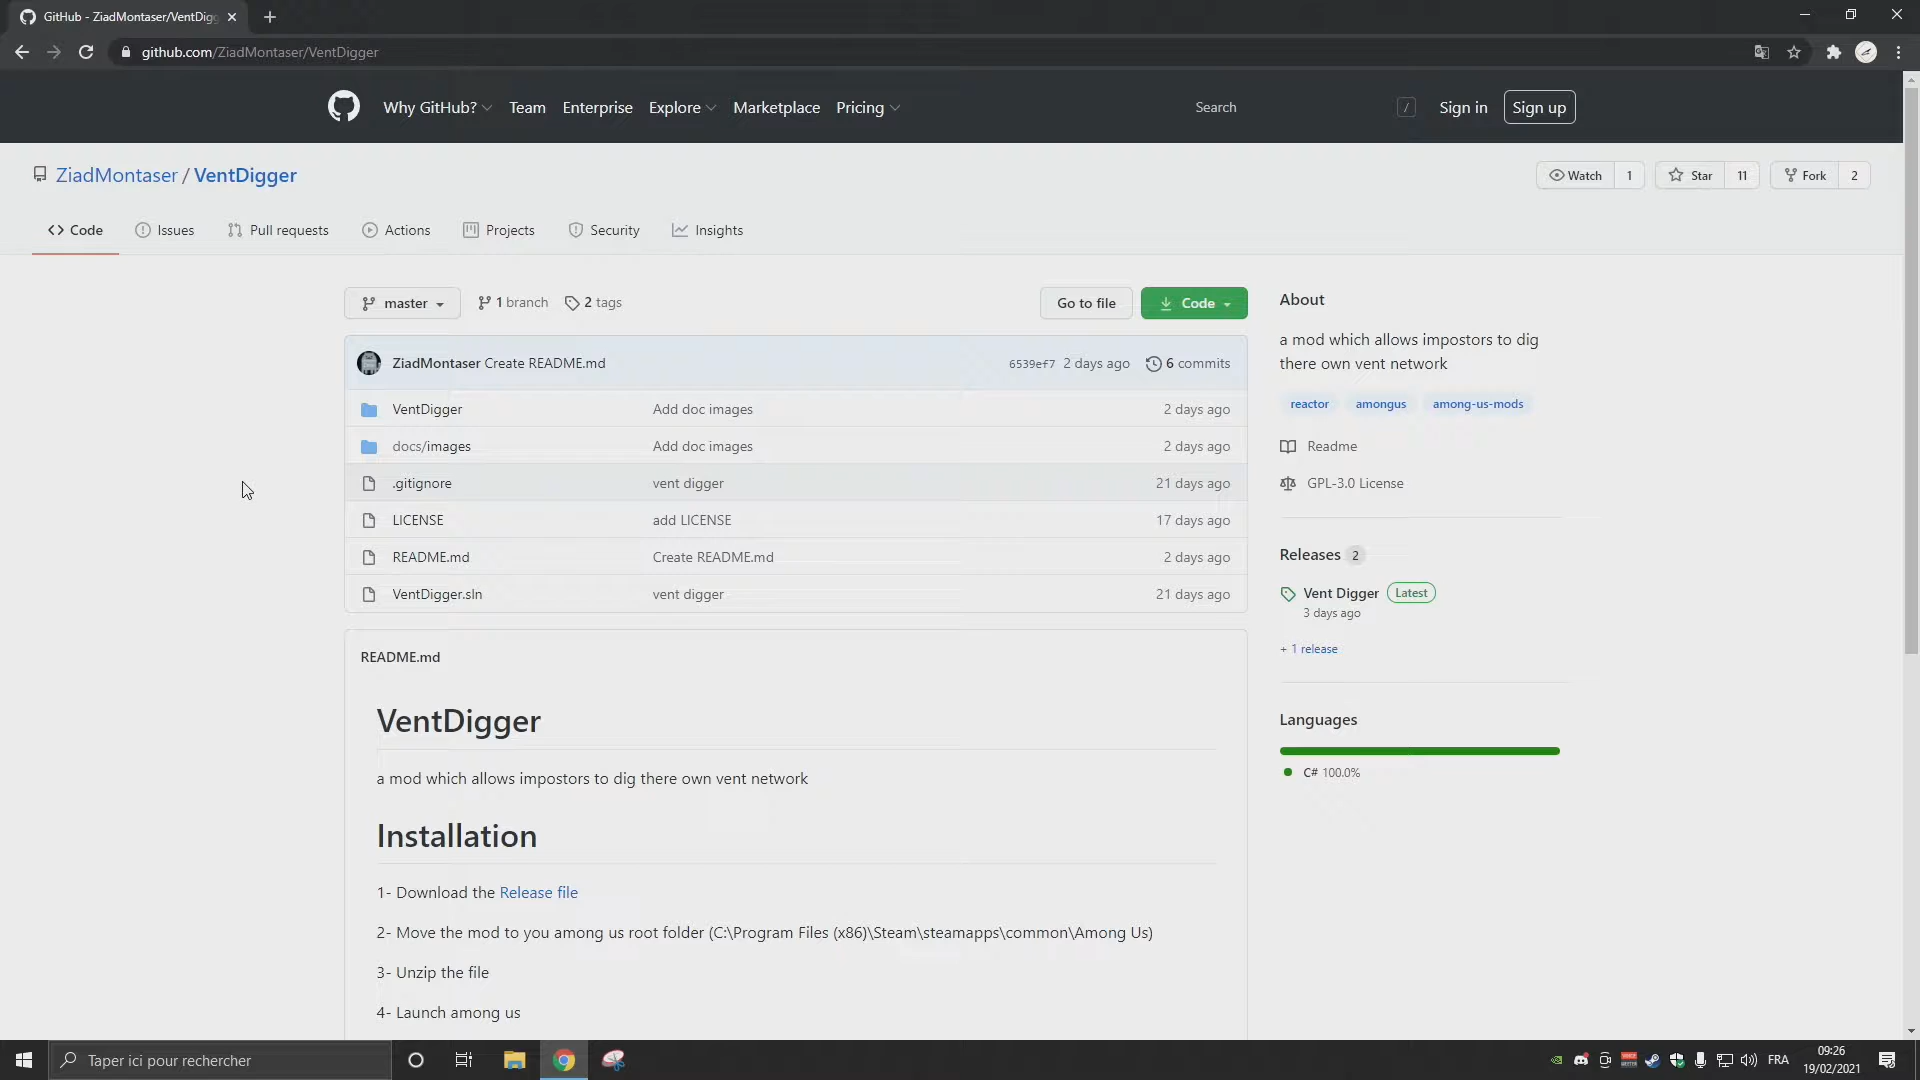 GitHub - ZiadMontaser/VentDigg
github.com/ZiadMontaser/VentDigger
Why GitHub? Team Enterprise Explore Marketplace Pricing Search / Sign in Sign up
ZiadMontaser / VentDigger Watch 1 Star 11 Fork 2
Code Issues Pull requests Actions Projects Security Insights
master 1 branch 2 tags Go to file Code
ZiadMontaser Create README.md 6539ef7 2 days ago 6 commits
VentDigger Add doc images 2 days ago
docs/images Add doc images 2 days ago
.gitignore vent digger 21 days ago
LICENSE add LICENSE 17 days ago
README.md Create README.md 2 days ago
VentDigger.sln vent digger 21 days ago
README.md
VentDigger
a mod which allows impostors to dig there own vent network
Installation
1- Download the Release file
2- Move the mod to you among us root folder (C:\Program Files (x86)\Steam\steamapps\common\Among Us)
3- Unzip the file
4- Launch among us
About
a mod which allows impostors to dig
there own vent network
reactor amongus among-us-mods
Readme
GPL-3.0 License
Releases 2
Vent Digger Latest
3 days ago
+ 1 release
Languages
C# 100.0%
Taper ici pour rechercher
FRA
09:26
19/02/2021